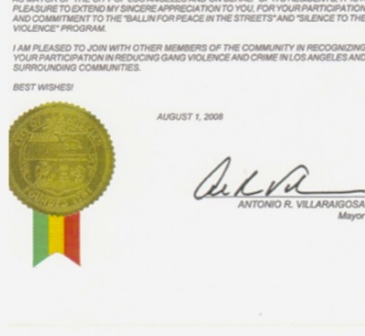 PLEASURE TO EXTEND MY SINCERE APPRECIATION TO YOU, FOR YOUR PARTICIPATION
AND COMMITMENT TO THE "BALLIN FOR PEACE IN THE STREETS" AND "SILENCE TO THE
VIOLENCE" PROGRAM.
I AM PLEASED TO JOIN WITH OTHER MEMBERS OF THE COMMUNITY IN RECOGNIZING
YOUR PARTICIPATION IN REDUCING GANG VIOLENCE AND CRIME IN LOS ANGELES AND
SURROUNDING COMMUNITIES.
BEST WISHES!
AUGUST 1, 2008
ANTONIO R. VILLARAIGOSA
Mayor